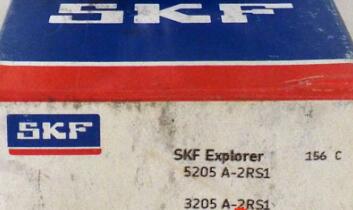 SKF
SKF
SKF Explorer 156 C
5205 A-2RS1
3205 A-2RS1